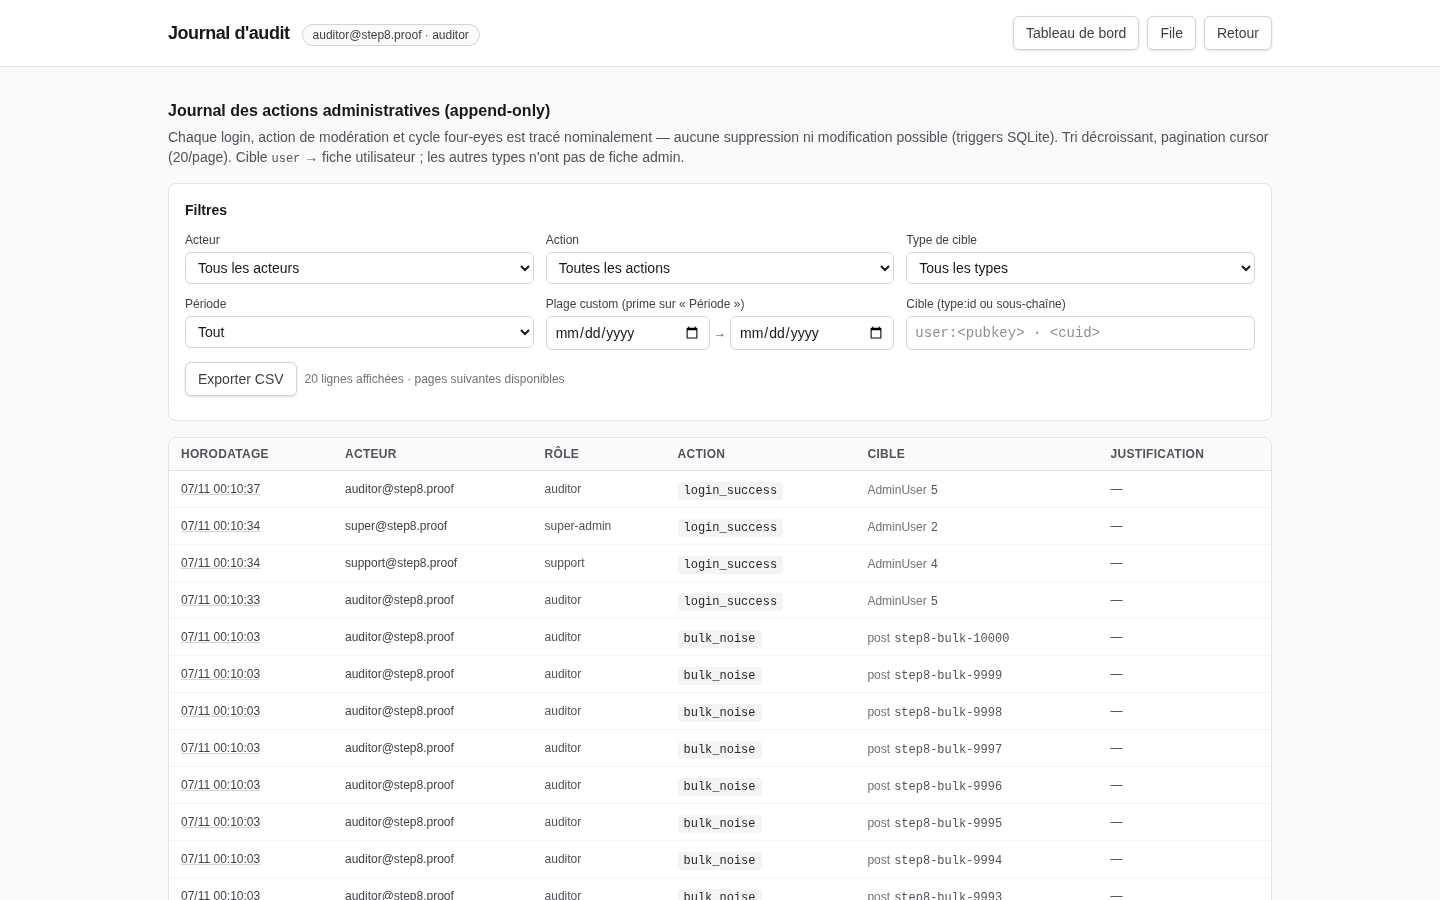 Journal d'audit auditor@step8.proof · auditor Tableau de bord File Retour
Journal des actions administratives (append-only)
Chaque login, action de modération et cycle four-eyes est tracé nominalement — aucune suppression ni modification possible (triggers SQLite). Tri décroissant, pagination cursor
(20/page). Cible user → fiche utilisateur ; les autres types n'ont pas de fiche admin.
Filtres
Acteur Action Type de cible
Tous les acteurs Toutes les actions Tous les types
Période Plage custom (prime sur « Période ») Cible (type:id ou sous-chaîne)
Tout mm/dd/yyyy → mm/dd/yyyy user:<pubkey> · <cuid>
Exporter CSV 20 lignes affichées · pages suivantes disponibles
HORODATAGE ACTEUR RÔLE ACTION CIBLE JUSTIFICATION
07/11 00:10:37 auditor@step8.proof auditor login_success AdminUser 5 —
07/11 00:10:34 super@step8.proof super-admin login_success AdminUser 2 —
07/11 00:10:34 support@step8.proof support login_success AdminUser 4 —
07/11 00:10:33 auditor@step8.proof auditor login_success AdminUser 5 —
07/11 00:10:03 auditor@step8.proof auditor bulk_noise post step8-bulk-10000 —
07/11 00:10:03 auditor@step8.proof auditor bulk_noise post step8-bulk-9999 —
07/11 00:10:03 auditor@step8.proof auditor bulk_noise post step8-bulk-9998 —
07/11 00:10:03 auditor@step8.proof auditor bulk_noise post step8-bulk-9997 —
07/11 00:10:03 auditor@step8.proof auditor bulk_noise post step8-bulk-9996 —
07/11 00:10:03 auditor@step8.proof auditor bulk_noise post step8-bulk-9995 —
07/11 00:10:03 auditor@step8.proof auditor bulk_noise post step8-bulk-9994 —
07/11 00:10:03 auditor@step8.proof auditor bulk_noise post step8-bulk-9993 —